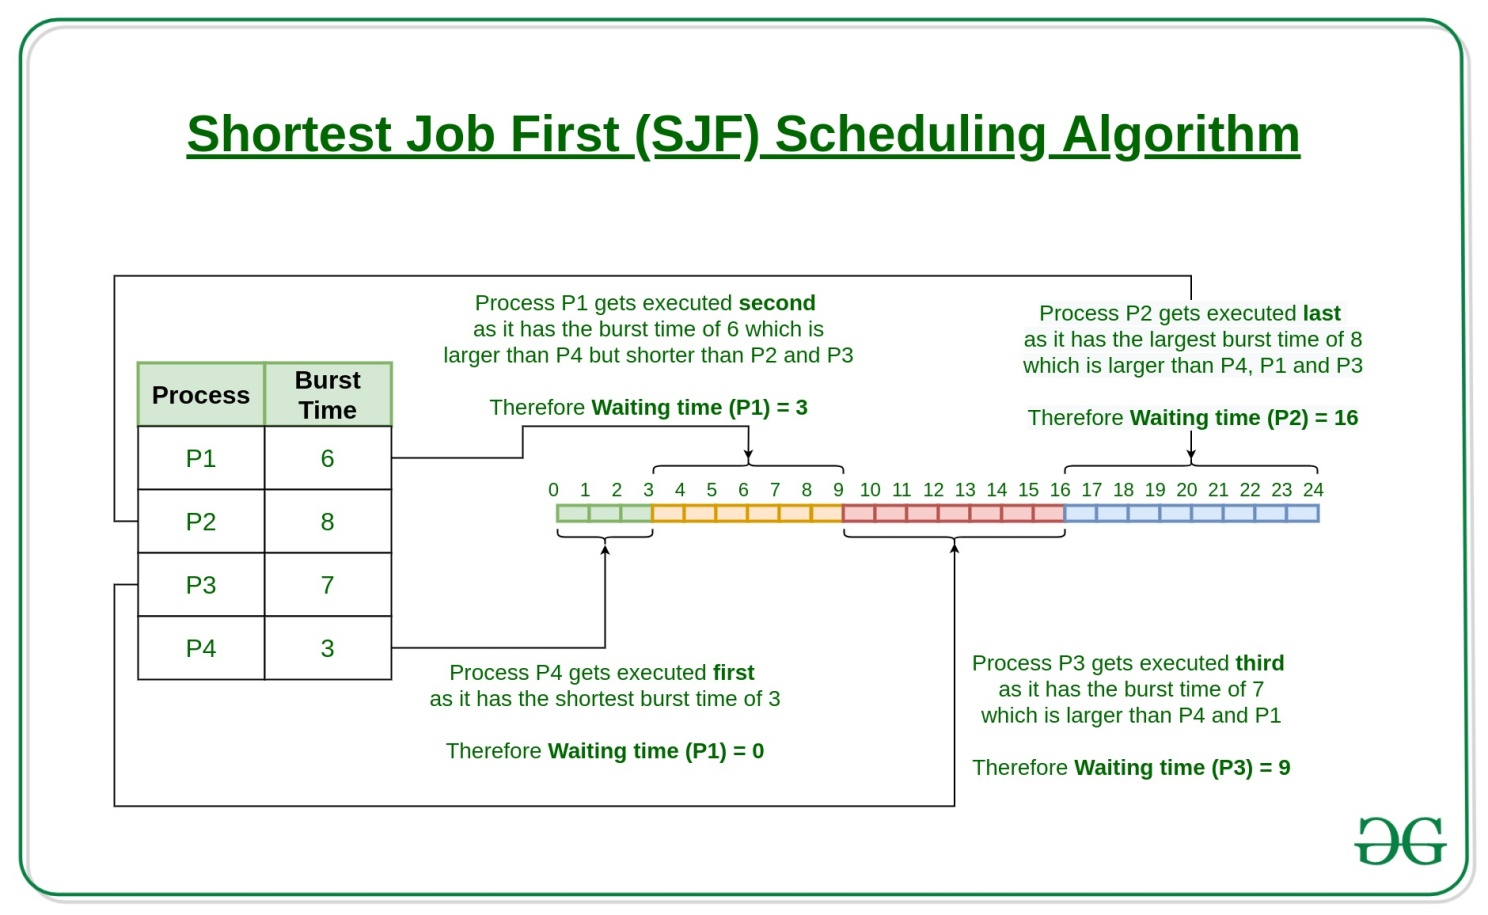 Shortest Job First (SJF) Scheduling Algorithm
Process P1 gets executed second
as it has the burst time of 6 which is
larger than P4 but shorter than P2 and P3
Therefore Waiting time (P1) = 3
Process P2 gets executed last
as it has the largest burst time of 8
which is larger than P4, P1 and P3
Therefore Waiting time (P2) = 16
Process Burst
Time
P1 6
P2 8
P3 7
P4 3
0 1 2 3 4 5 6 7 8 9 10 11 12 13 14 15 16 17 18 19 20 21 22 23 24
Process P4 gets executed first
as it has the shortest burst time of 3
Therefore Waiting time (P1) = 0
Process P3 gets executed third
as it has the burst time of 7
which is larger than P4 and P1
Therefore Waiting time (P3) = 9